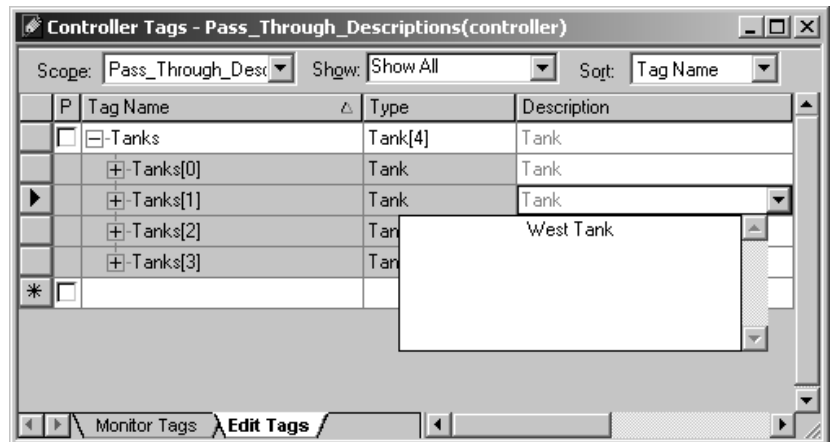 Controller Tags - Pass_Through_Descriptions(controller)
Scope: Pass_Through_Desc Show: Show All Sort: Tag Name
P Tag Name Type Description
Tanks Tank[4] Tank
Tanks[0] Tank Tank
Tanks[1] Tank Tank
Tanks[2] Tan
West Tank
Tanks[3] Tan
Monitor Tags Edit Tags